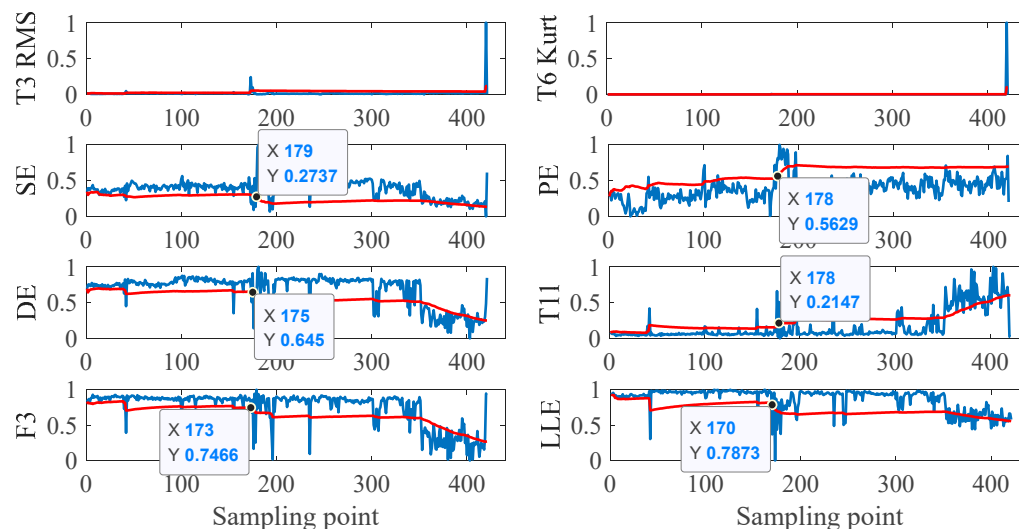 T3 RMS
1
0.5
0
0 100 200 300 400
T6 Kurt
1
0.5
0
0 100 200 300 400
SE
1
0.5
0
X 179
Y 0.2737
0 100 200 300 400
PE
1
0.5
0
X 178
Y 0.5629
0 100 200 300 400
DE
1
0.5
0
X 175
Y 0.645
0 100 200 300 400
T11
1
0.5
0
X 178
Y 0.2147
0 100 200 300 400
F3
1
0.5
0
X 173
Y 0.7466
0 100 200 300 400
Sampling point
LLE
1
0.5
0
X 170
Y 0.7873
0 100 200 300 400
Sampling point